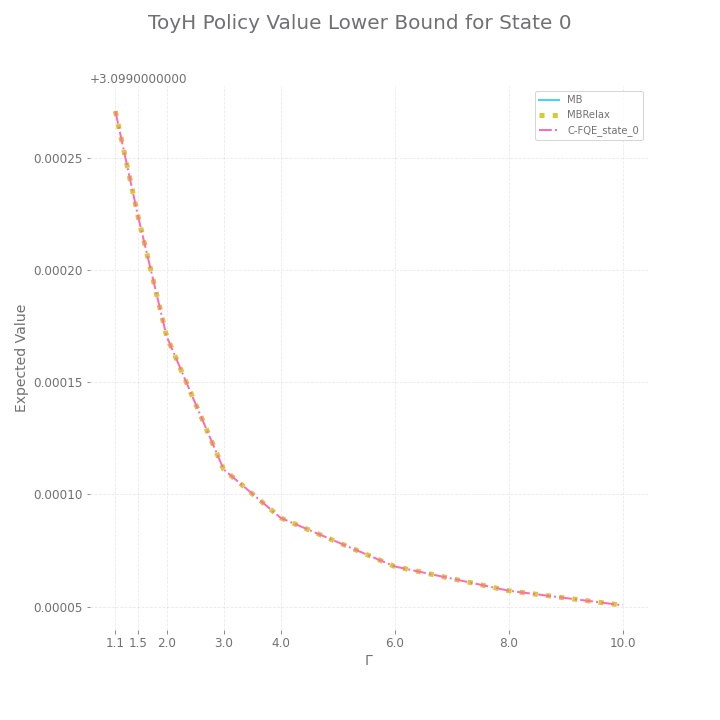 ToyH Policy Value Lower Bound for State 0
+3.0990000000
MB
MBRelax
C-FQE_state_0
0.00025
0.00020
0.00015
0.00010
0.00005
Expected Value
1.1 1.5 2.0 3.0 4.0 6.0 8.0 10.0
Γ